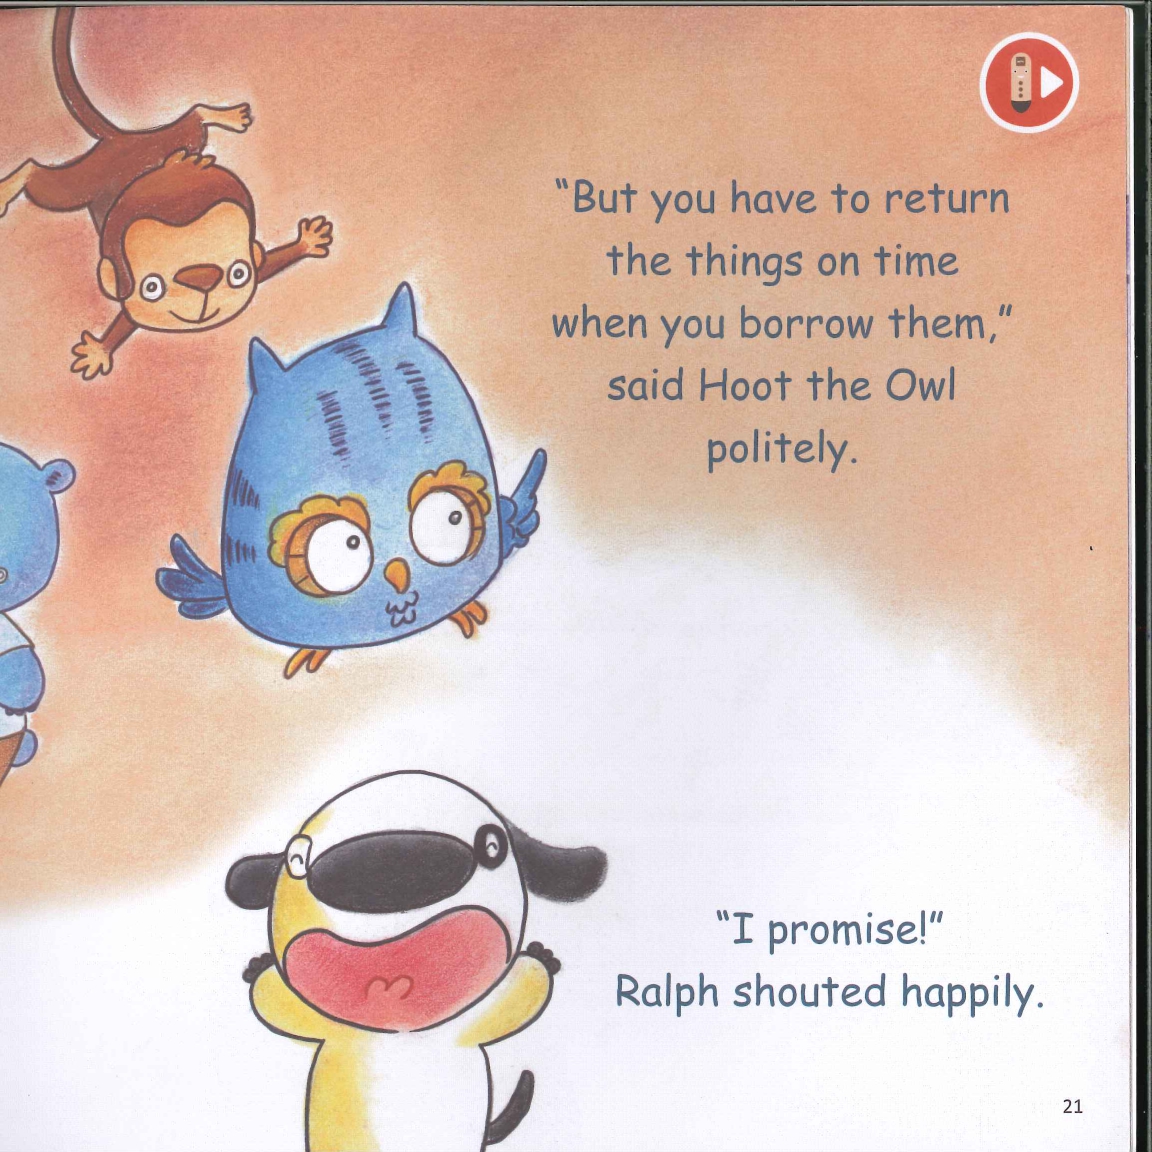 “But you have to return
the things on time
when you borrow them,”
said Hoot the Owl
politely.
“I promise!”
Ralph shouted happily.
21